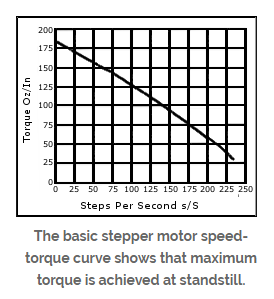 Torque Oz/In
200
175
150
125
100
75
50
25
0
0 25 50 75 100 125 150 175 200 225 250
Steps Per Second s/S
The basic stepper motor speed-
torque curve shows that maximum
torque is achieved at standstill.